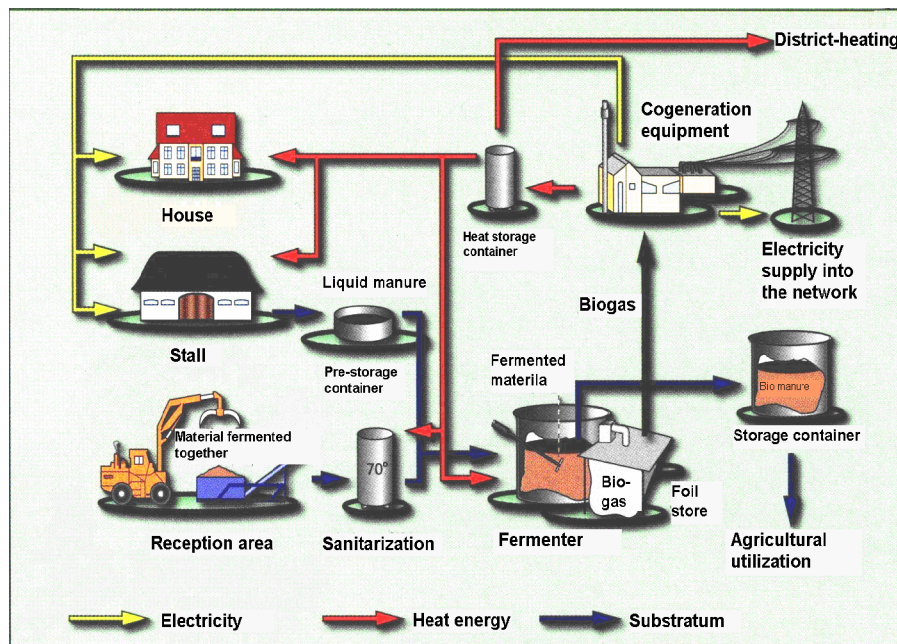 District-heating
Cogeneration
equipment
House
Heat storage
container
Electricity
supply into
the network
Liquid manure
Biogas
Stall
Pre-storage
container
Fermented
materila
Bio manure
Storage container
Material fermented
together
70°
Bio-
gas
Foil
store
Reception area
Sanitarization
Fermenter
Agricultural
utilization
Electricity
Heat energy
Substratum